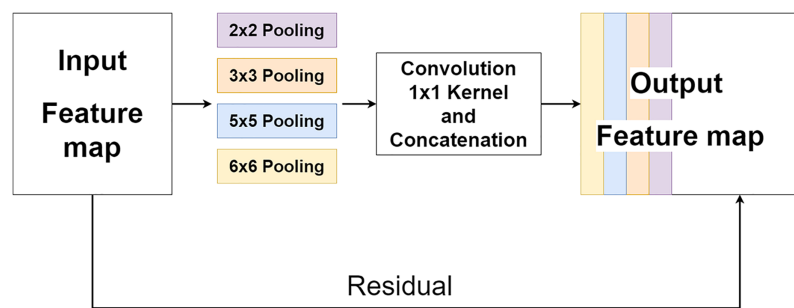 Input
Feature
map
2x2 Pooling
3x3 Pooling
5x5 Pooling
6x6 Pooling
Convolution
1x1 Kernel
and
Concatenation
Output
Feature map
Residual